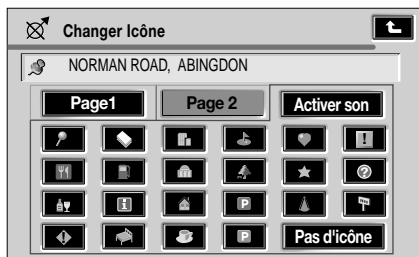 Changer Icône
NORMAN ROAD, ABINGDON
Page1 Page 2 Activer son
!
?
i P
P Pas d'icône